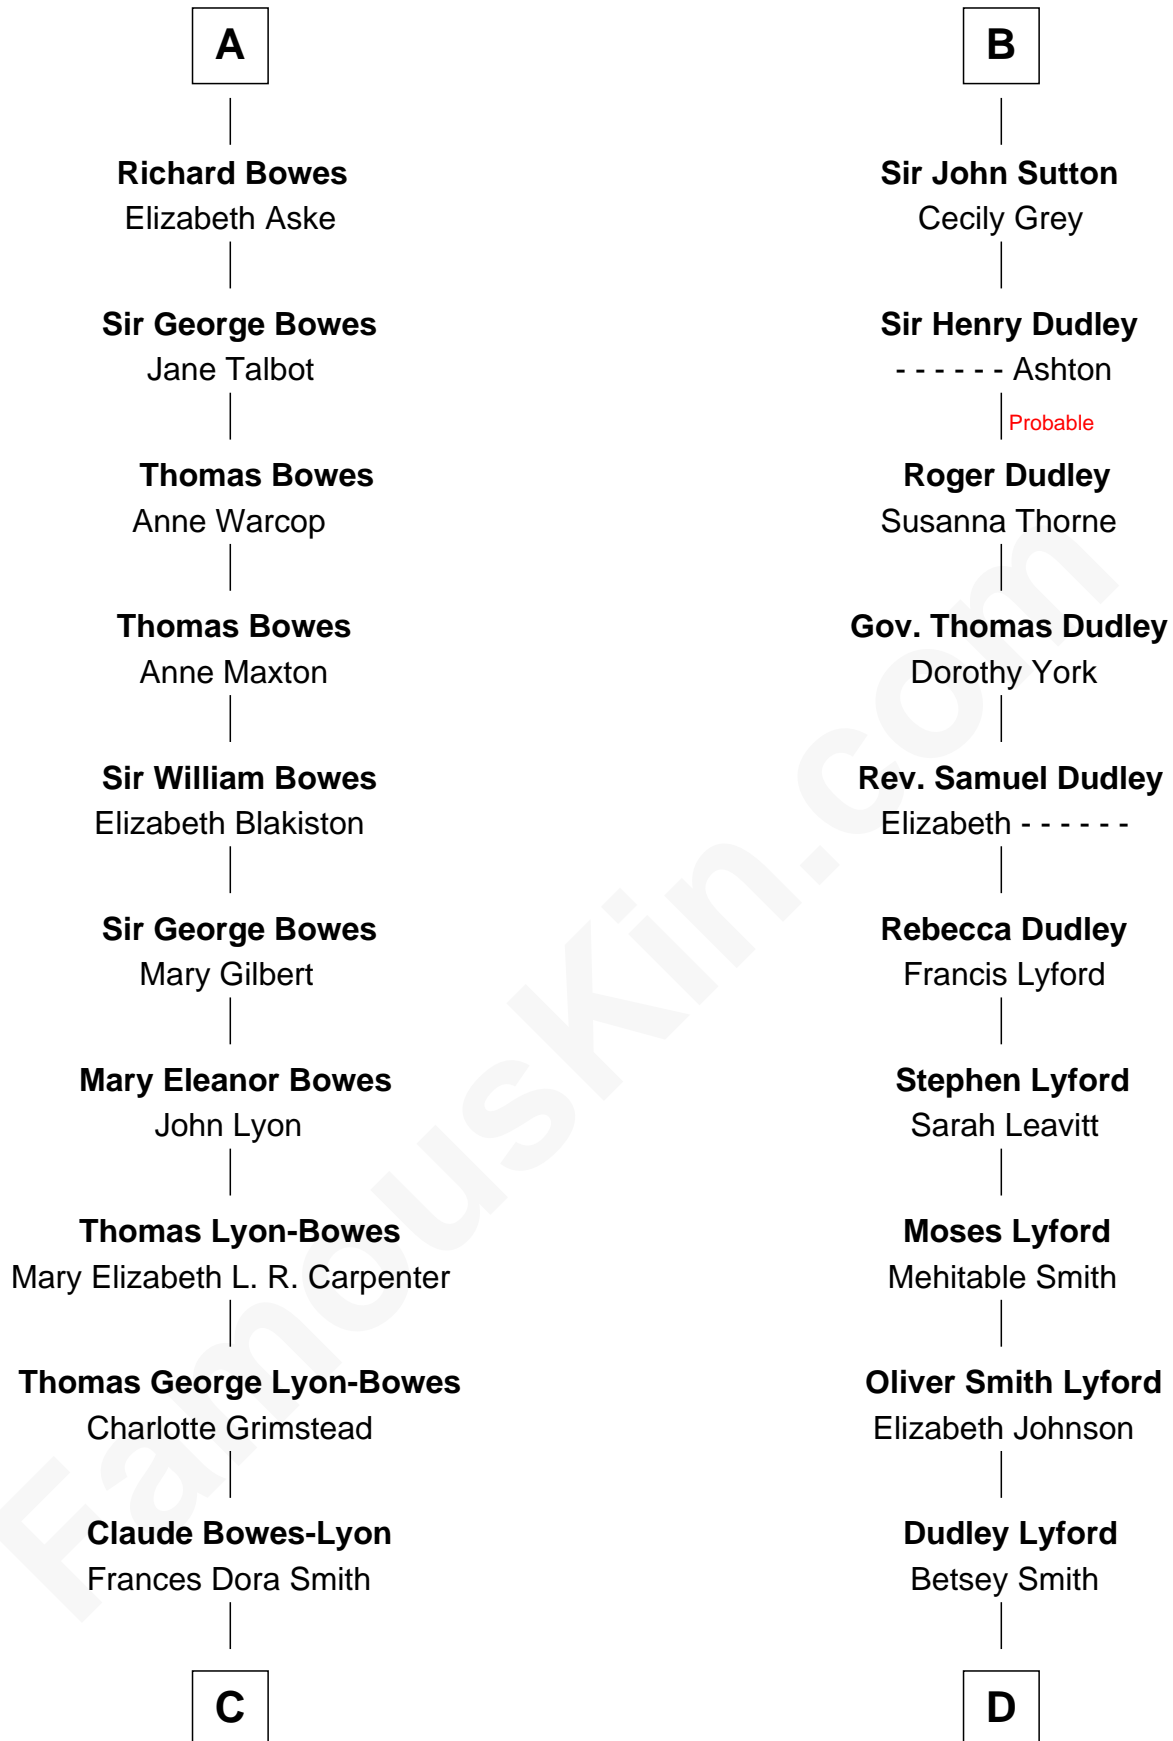 A
Richard Bowes
Elizabeth Aske
Sir George Bowes
Jane Talbot
Thomas Bowes
Anne Warcop
Thomas Bowes
Anne Maxton
Sir William Bowes
Elizabeth Blakiston
Sir George Bowes
Mary Gilbert
Mary Eleanor Bowes
John Lyon
Thomas Lyon-Bowes
Mary Elizabeth L. R. Carpenter
Thomas George Lyon-Bowes
Charlotte Grimstead
Claude Bowes-Lyon
Frances Dora Smith
C
B
Sir John Sutton
Cecily Grey
Sir Henry Dudley
- - - - - - Ashton
Probable
Roger Dudley
Susanna Thorne
Gov. Thomas Dudley
Dorothy York
Rev. Samuel Dudley
Elizabeth - - - - - -
Rebecca Dudley
Francis Lyford
Stephen Lyford
Sarah Leavitt
Moses Lyford
Mehitable Smith
Oliver Smith Lyford
Elizabeth Johnson
Dudley Lyford
Betsey Smith
D
FamousKin.com